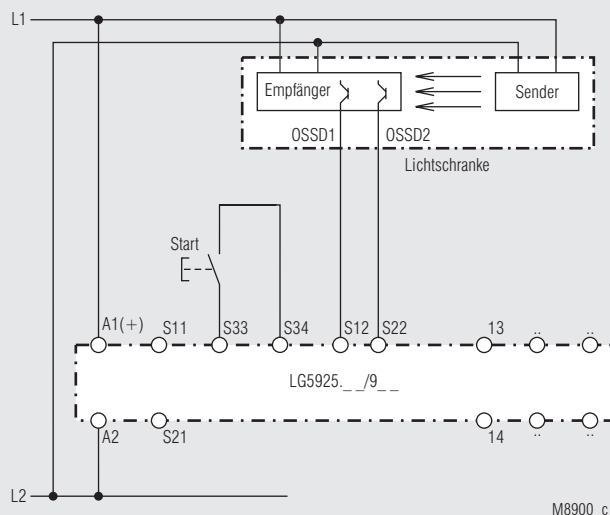 L1
Empfänger
Sender
OSSD1 OSSD2
Lichtschranke
Start
A1(+) S11 S33 S34 S12 S22 13 .. ..
LG5925._ _/9_ _
A2 S21 14 .. ..
L2
M8900_c